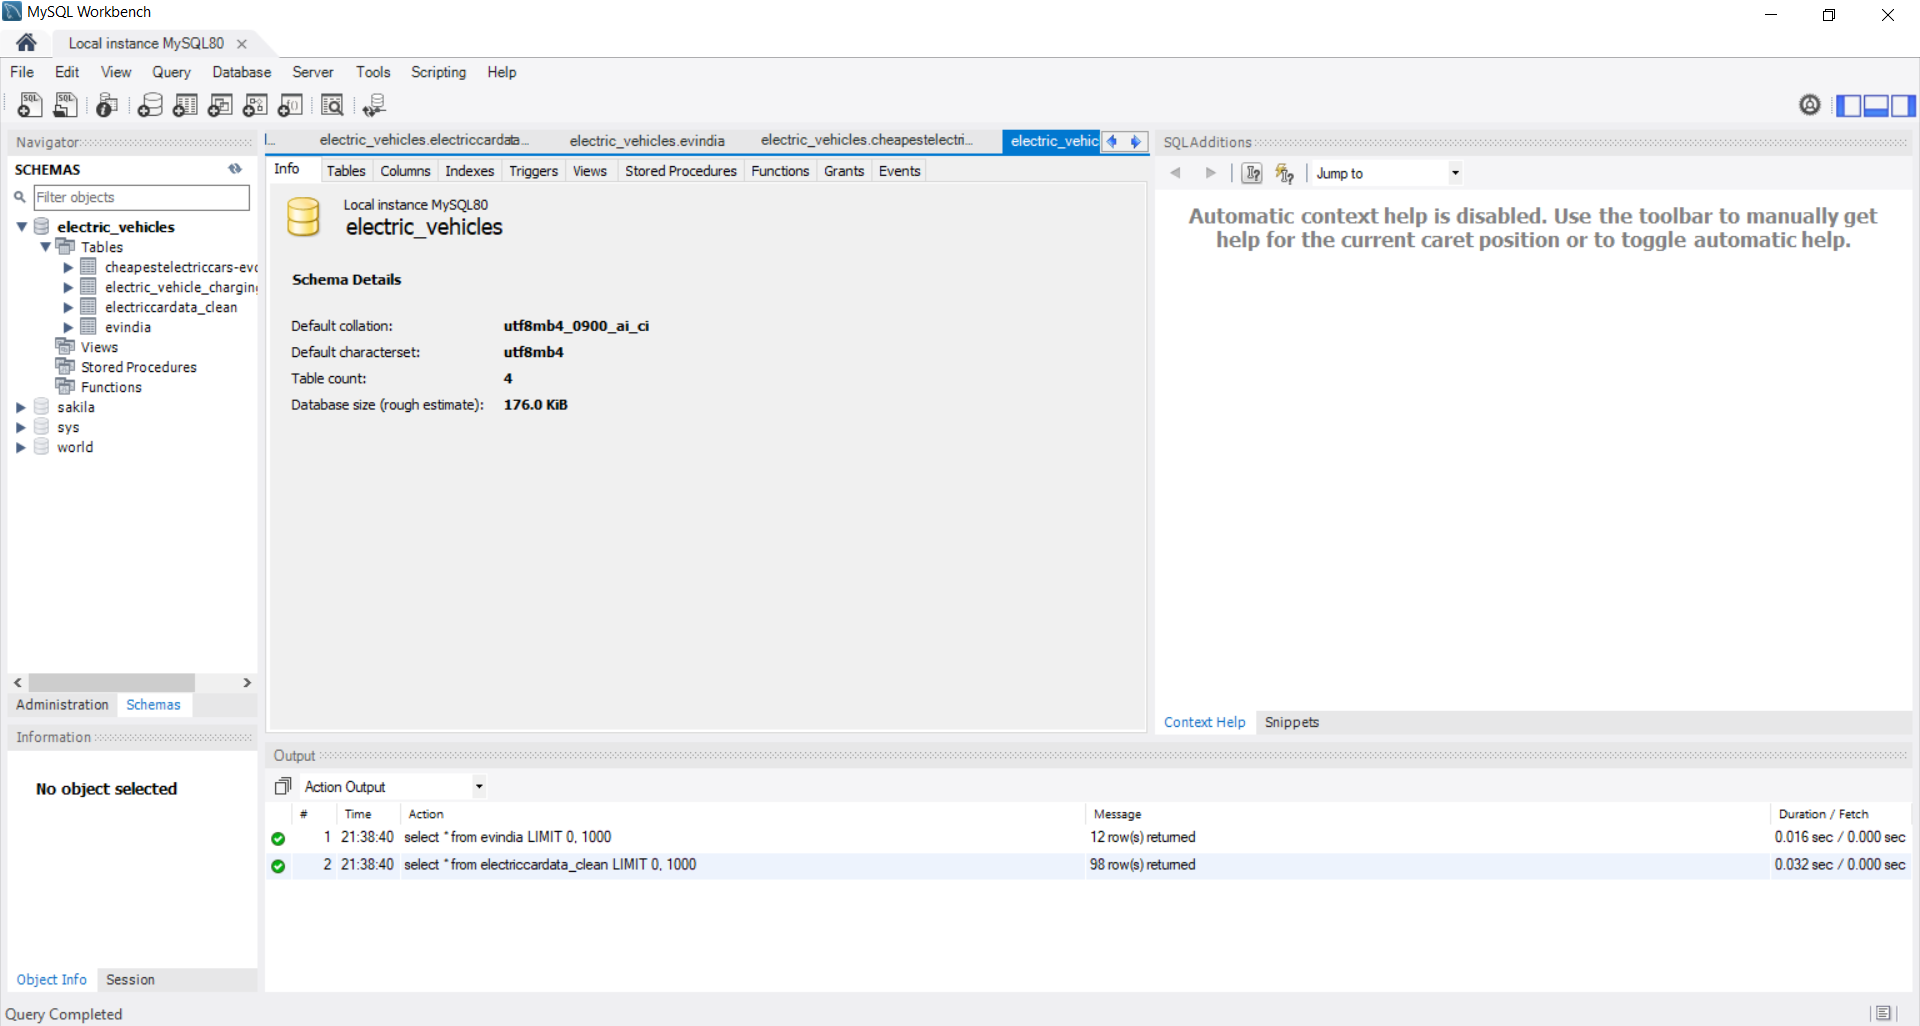 MySQL Workbench
Local instance MySQL80
File Edit View Query Database Server Tools Scripting Help
Navigator
SCHEMAS
Filter objects
electric_vehicles
Tables
cheapestelectriccars-evc
electric_vehicle_charging
electriccardata_clean
evindia
Views
Stored Procedures
Functions
sakila
sys
world
Administration Schemas
Information
No object selected
Object Info Session
Query Completed
l... electric_vehicles.electriccardata... electric_vehicles.evindia electric_vehicles.cheapestelectri... electric_vehic
Info Tables Columns Indexes Triggers Views Stored Procedures Functions Grants Events
Local instance MySQL80
electric_vehicles
Schema Details
Default collation: utf8mb4_0900_ai_ci
Default characterset: utf8mb4
Table count: 4
Database size (rough estimate): 176.0 KiB
SQLAdditions
Jump to
Automatic context help is disabled. Use the toolbar to manually get
help for the current caret position or to toggle automatic help.
Context Help Snippets
Output
Action Output
# Time Action Message Duration / Fetch
1 21:38:40 select * from evindia LIMIT 0, 1000 12 row(s) returned 0.016 sec / 0.000 sec
2 21:38:40 select * from electriccardata_clean LIMIT 0, 1000 98 row(s) returned 0.032 sec / 0.000 sec